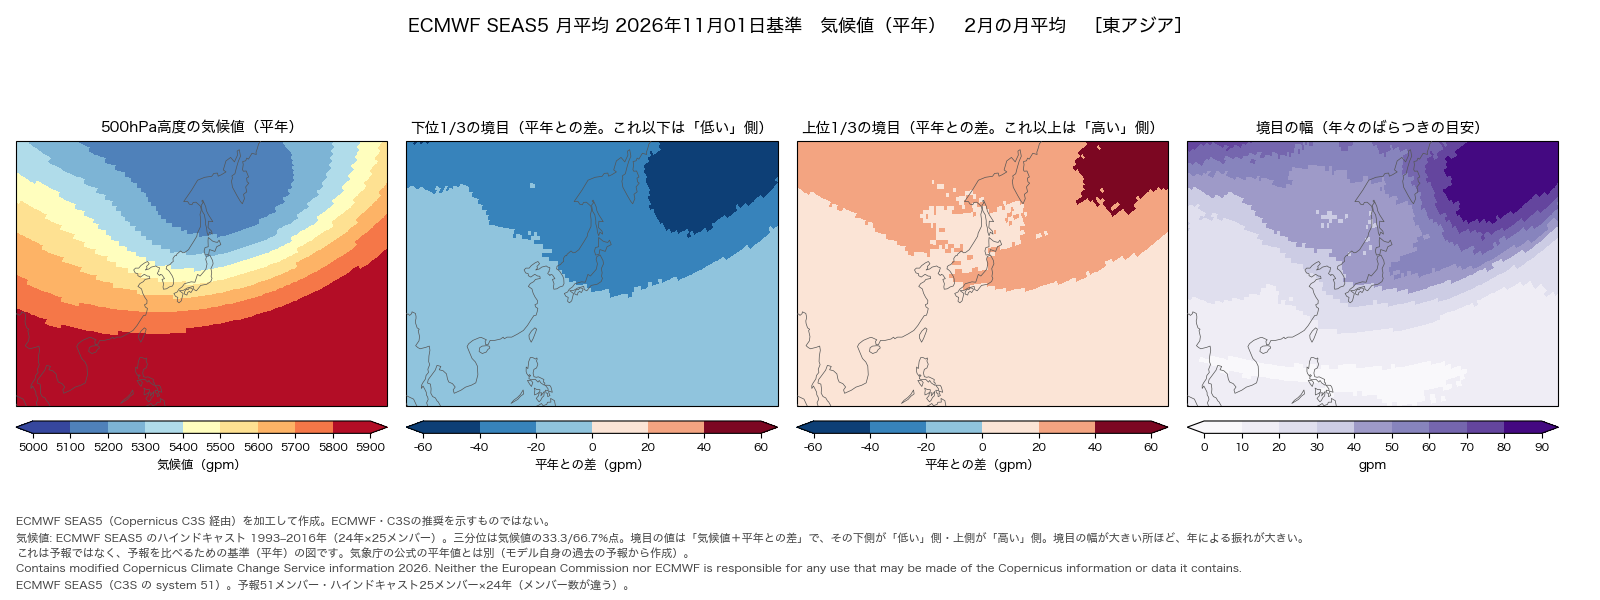 ECMWF SEAS5 月平均 2026年11月01日基準　気候値（平年）　2月の月平均　［東アジア］
500hPa高度の気候値（平年）
下位1/3の境目（平年との差。これ以下は「低い」側）
上位1/3の境目（平年との差。これ以上は「高い」側）
境目の幅（年々のばらつきの目安）
5000 5100 5200 5300 5400 5500 5600 5700 5800 5900
気候値（gpm）
-60 -40 -20 0 20 40 60
平年との差（gpm）
-60 -40 -20 0 20 40 60
平年との差（gpm）
0 10 20 30 40 50 60 70 80 90
gpm
ECMWF SEAS5（Copernicus C3S 経由）を加工して作成。ECMWF・C3Sの推奨を示すものではない。
気候値: ECMWF SEAS5 のハインドキャスト 1993–2016年（24年×25メンバー）。三分位は気候値の33.3/66.7%点。境目の値は「気候値＋平年との差」で、その下側が「低い」側・上側が「高い」側。境目の幅が大きい所ほど、年による振れが大きい。
これは予報ではなく、予報を比べるための基準（平年）の図です。気象庁の公式の平年値とは別（モデル自身の過去の予報から作成）。
Contains modified Copernicus Climate Change Service information 2026. Neither the European Commission nor ECMWF is responsible for any use that may be made of the Copernicus information or data it contains.
ECMWF SEAS5（C3S の system 51）。予報51メンバー・ハインドキャスト25メンバー×24年（メンバー数が違う）。